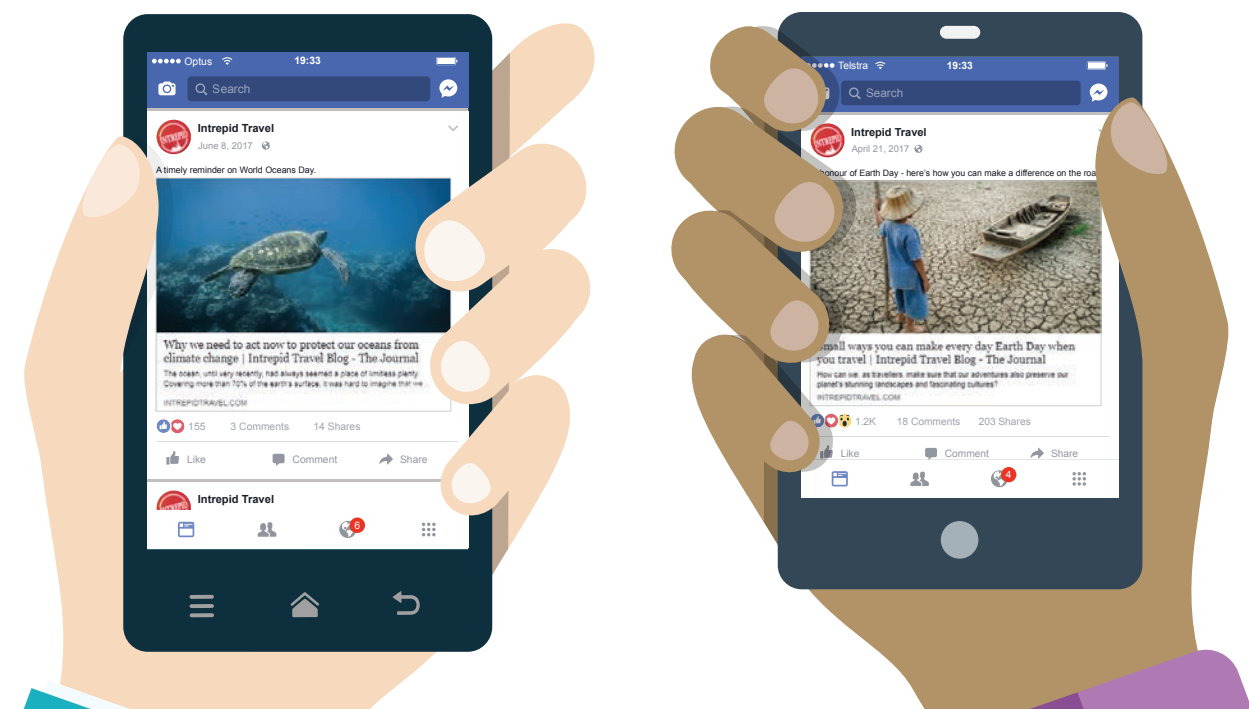 Optus
19:33
Search
INTREPID
Intrepid Travel
June 8, 2017
A timely reminder on World Oceans Day.
Why we need to act now to protect our oceans from
climate change | Intrepid Travel Blog - The Journal
The ocean, until very recently, had always seemed a place of limitless plenty.
Covering more than 70% of the earth's surface, it was hard to imagine that we
INTREPIDTRAVEL.COM
155 3 Comments 14 Shares
Like Comment Share
Intrepid Travel
6
Telstra
19:33
Search
INTREPID
Intrepid Travel
April 21, 2017
honour of Earth Day - here's how you can make a difference on the roa
Small ways you can make every day Earth Day when
you travel | Intrepid Travel Blog - The Journal
How can we, as travellers, make sure that our adventures also preserve our
planet's stunning landscapes and fascinating cultures?
INTREPIDTRAVEL.COM
1.2K 18 Comments 203 Shares
Like Comment Share
4